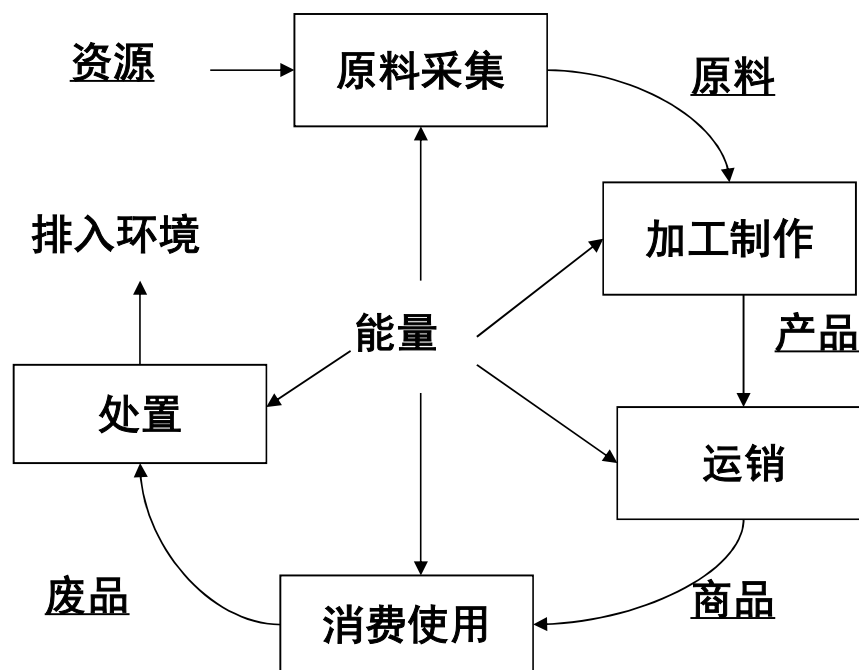 资源
原料采集
原料
加工制作
产品
运销
商品
消费使用
废品
处置
排入环境
能量